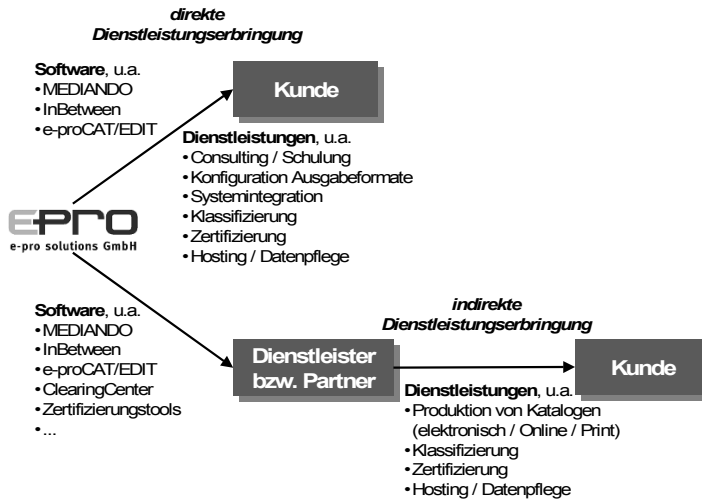 direkte
Dienstleistungserbringung
Software, u.a.
•MEDIANDO
•InBetween
•e-proCAT/EDIT
Kunde
Dienstleistungen, u.a.
•Consulting / Schulung
•Konfiguration Ausgabeformate
•Systemintegration
•Klassifizierung
•Zertifizierung
•Hosting / Datenpflege
E-PRO
e-pro solutions GmbH
Software, u.a.
•MEDIANDO
•InBetween
•e-proCAT/EDIT
•ClearingCenter
•Zertifizierungstools
•...
Dienstleister
bzw. Partner
indirekte
Dienstleistungserbringung
Kunde
Dienstleistungen, u.a.
•Produktion von Katalogen
(elektronisch / Online / Print)
•Klassifizierung
•Zertifizierung
•Hosting / Datenpflege